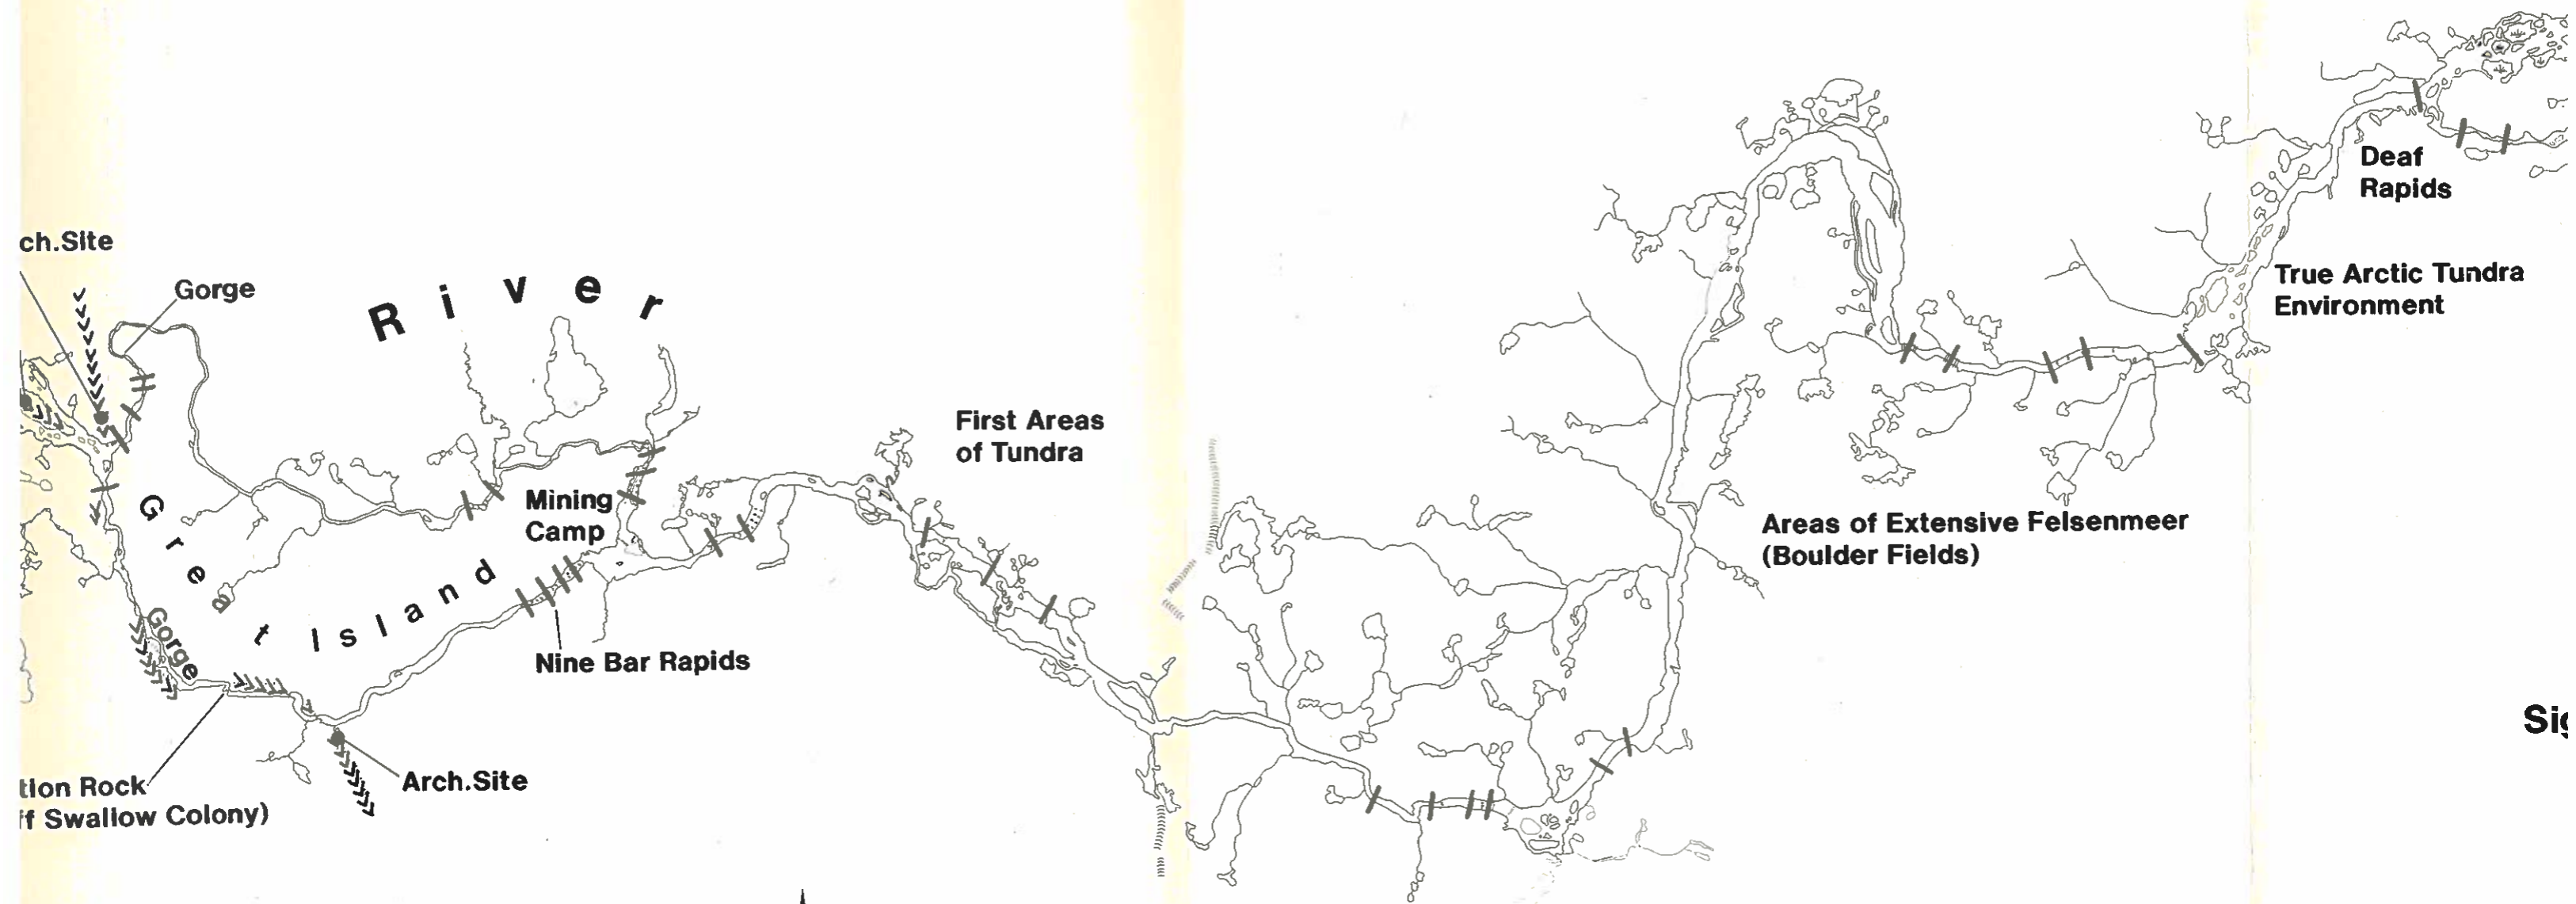 ch.Site
Gorge
River
Great Island
Gorge
Mining
Camp
Nine Bar Rapids
tion Rock
ff Swallow Colony)
Arch.Site
First Areas
of Tundra
Areas of Extensive Felsenmeer
(Boulder Fields)
True Arctic Tundra
Environment
Deaf
Rapids
Sig